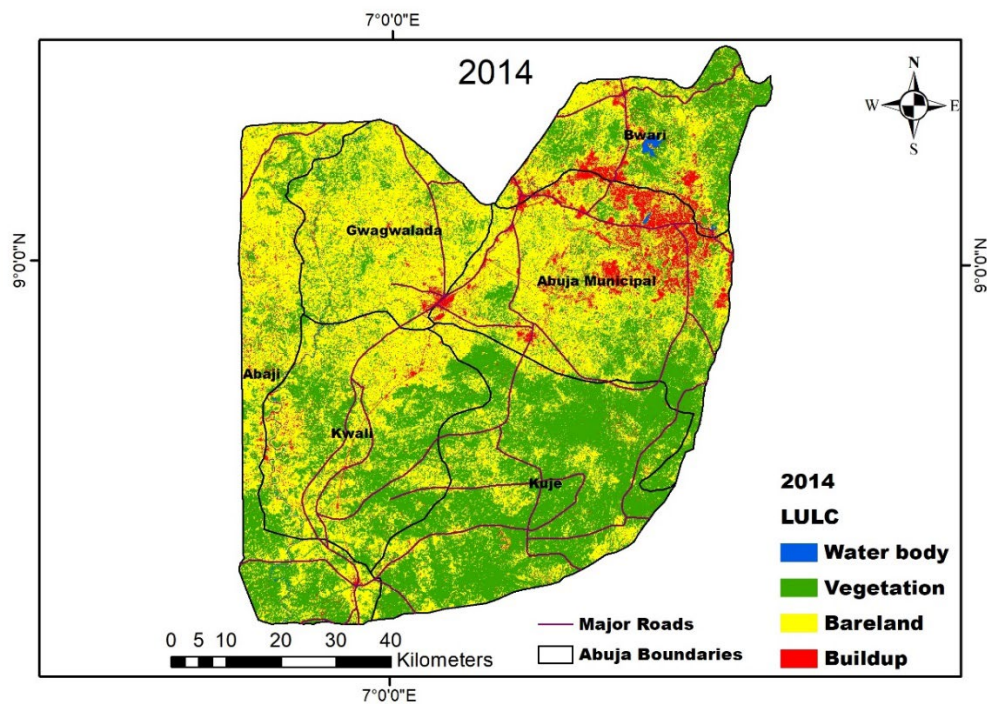 7°0'0"E
2014
N
W E
S
Bwari
Gwagwalada
9°0'0"N
9°0'0"N
Abuja Municipal
Abaji
Kwali
Kuje
2014
LULC
Water body
Vegetation
Bareland
Buildup
Major Roads
Abuja Boundaries
0 5 10 20 30 40
Kilometers
7°0'0"E